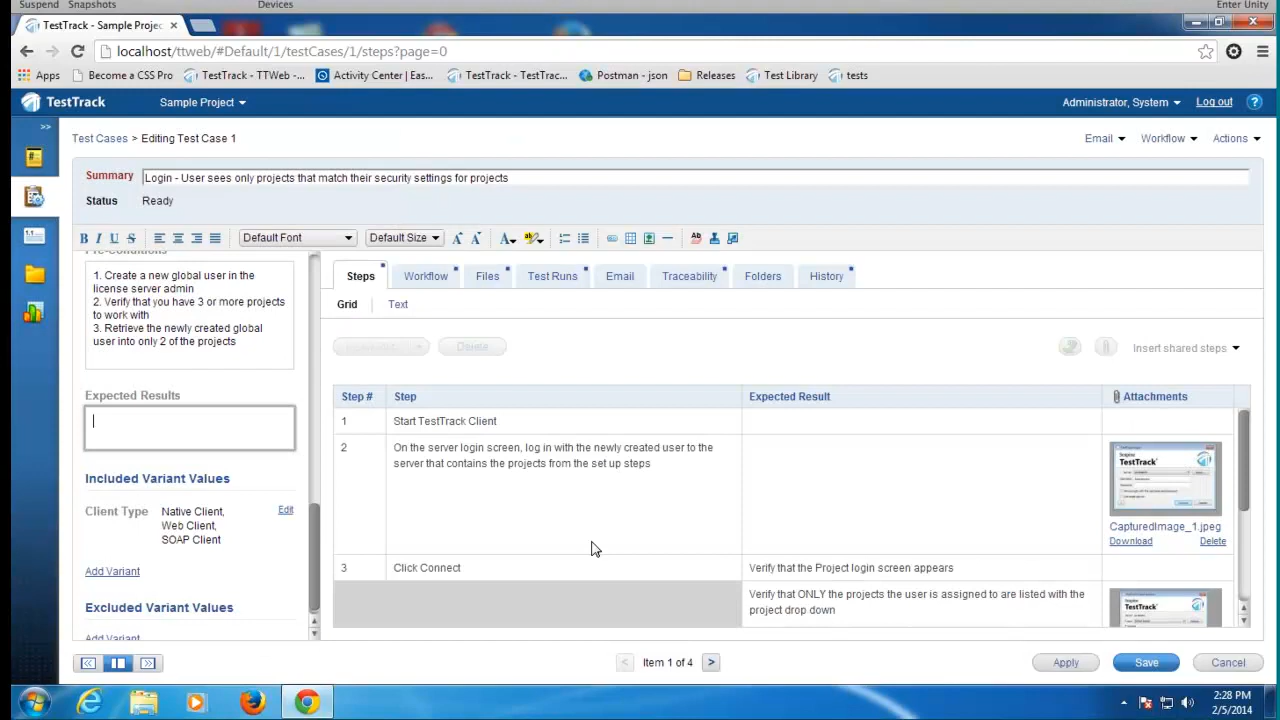 Suspend Snapshots Devices Enter Unity
TestTrack - Sample Projec
localhost/ttweb/#Default/1/testCases/1/steps?page=0
Apps Become a CSS Pro TestTrack - TTWeb -... Activity Center | Eas... TestTrack - TestTrac... Postman - json Releases Test Library tests
TestTrack Sample Project Administrator, System Log out ?
>>
Test Cases > Editing Test Case 1 Email Workflow Actions
Summary Login - User sees only projects that match their security settings for projects
Status Ready
B I U S Default Font Default Size A A A ab
Pre-Conditions
1. Create a new global user in the
license server admin
2. Verify that you have 3 or more projects
to work with
3. Retrieve the newly created global
user into only 2 of the projects
Expected Results
Included Variant Values
Client Type Native Client, Edit
Web Client,
SOAP Client
Add Variant
Excluded Variant Values
Add Variant
Steps Workflow Files Test Runs Email Traceability Folders History
Grid Text
Delete Insert shared steps
Step # Step Expected Result Attachments
1 Start TestTrack Client
2 On the server login screen, log in with the newly created user to the
server that contains the projects from the set up steps
TestTrack
CapturedImage_1.jpeg
Download Delete
3 Click Connect Verify that the Project login screen appears
Verify that ONLY the projects the user is assigned to are listed with the
project drop down
TestTrack
Item 1 of 4 Apply Save Cancel
2:28 PM
2/5/2014